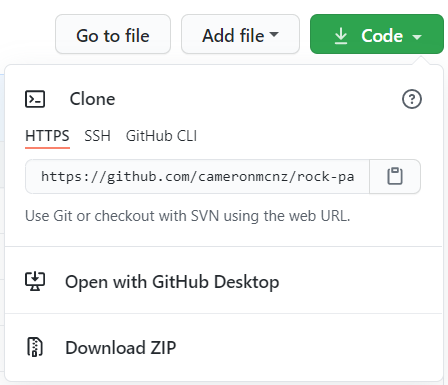 Go to file Add file Code
Clone
HTTPS SSH GitHub CLI
https://github.com/cameronmcnz/rock-pa
Use Git or checkout with SVN using the web URL.
Open with GitHub Desktop
Download ZIP